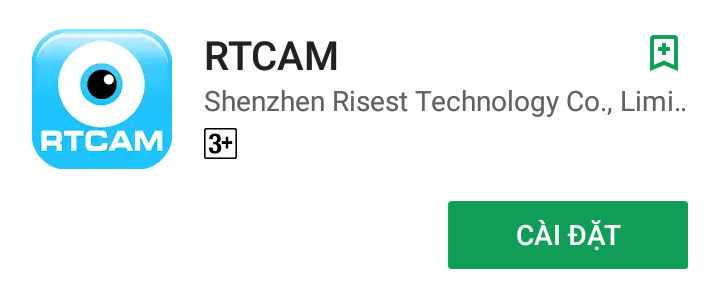 RTCAM
RTCAM
Shenzhen Risest Technology Co., Limi..
3+
CÀI ĐẶT